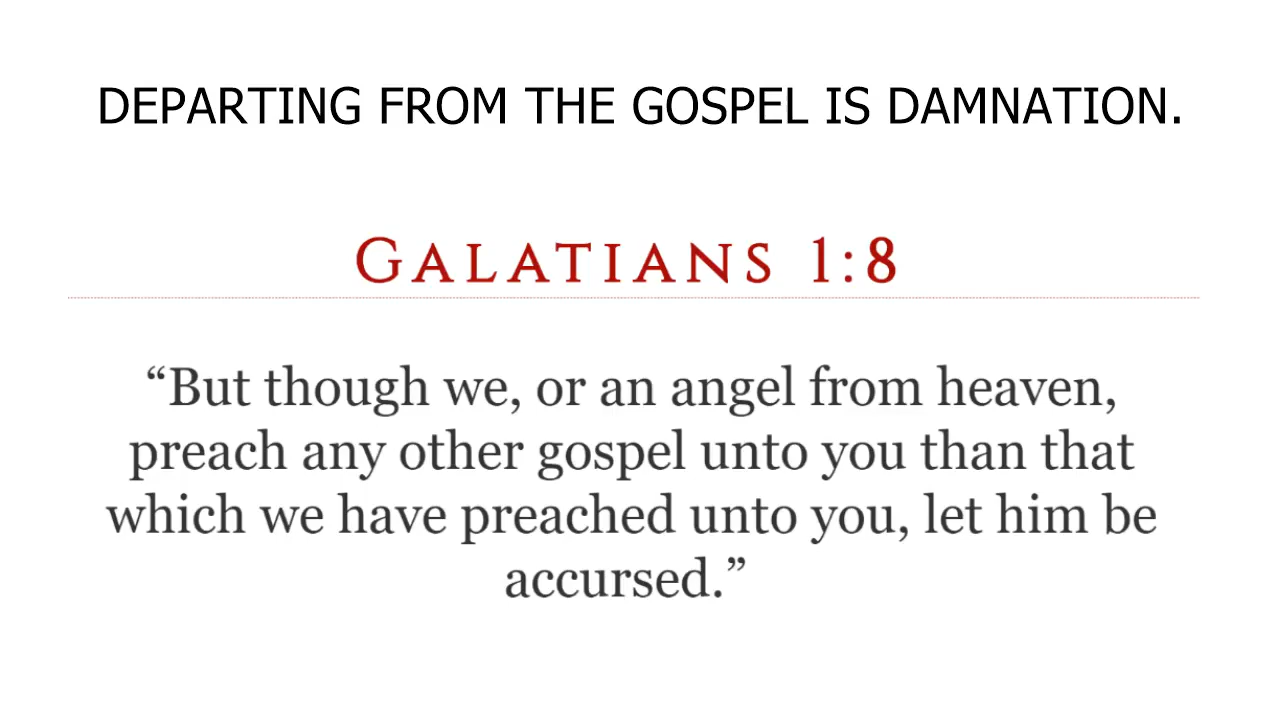 DEPARTING FROM THE GOSPEL IS DAMNATION.
GALATIANS 1:8
“But though we, or an angel from heaven,
preach any other gospel unto you than that
which we have preached unto you, let him be
accursed.”